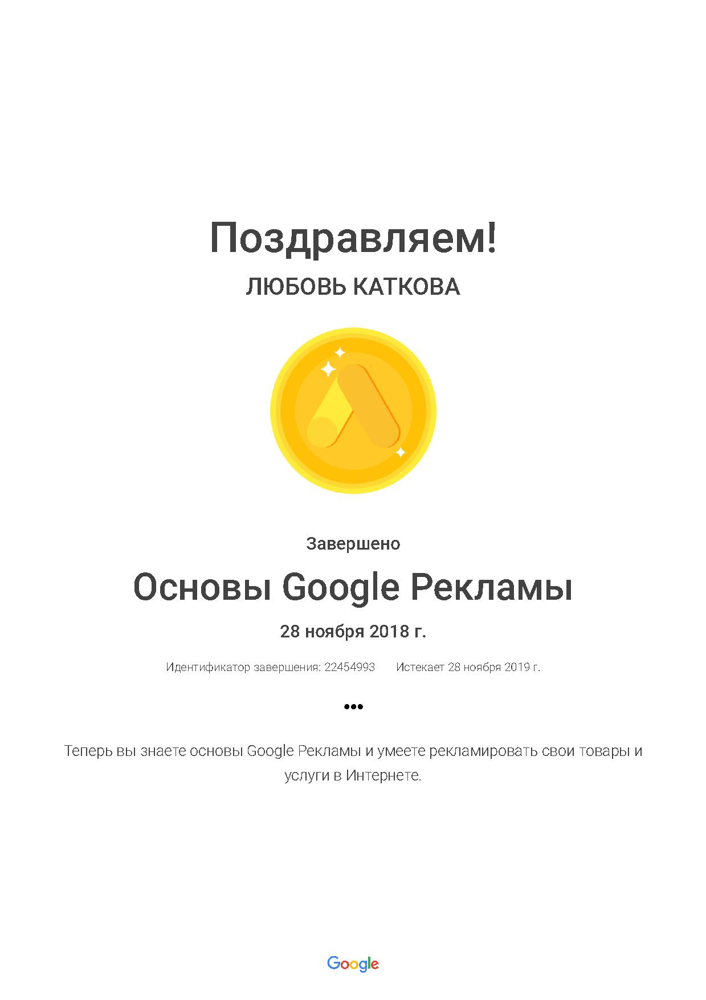 Поздравляем!
ЛЮБОВЬ КАТКОВА
Завершено
Основы Google Рекламы
28 ноября 2018 г.
Идентификатор завершения: 22454993 Истекает 28 ноября 2019 г.
•••
Теперь вы знаете основы Google Рекламы и умеете рекламировать свои товары и
услуги в Интернете.
Google